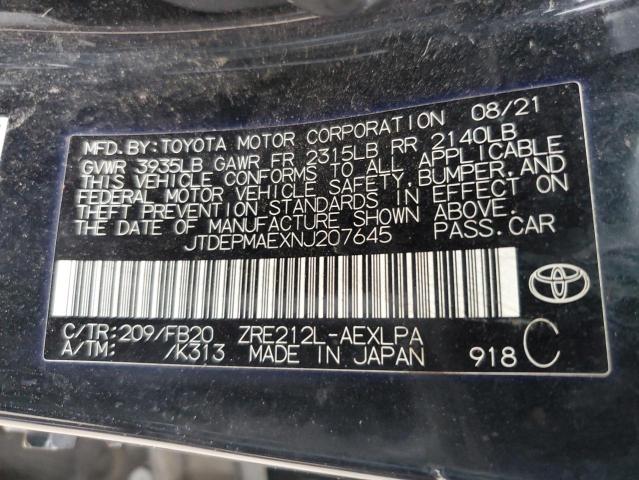 MFD. BY: TOYOTA MOTOR CORPORATION 08/21
GVWR 3935LB GAWR FR 2315LB RR 2140LB
THIS VEHICLE CONFORMS TO ALL APPLICABLE
FEDERAL MOTOR VEHICLE SAFETY, BUMPER, AND
THEFT PREVENTION STANDARDS IN EFFECT ON
THE DATE OF MANUFACTURE SHOWN ABOVE.
JTDEPMAEXNJ207645 PASS. CAR
C/TR: 209/FB20 ZRE212L-AEXLPA
A/TM: /K313 MADE IN JAPAN 918 C